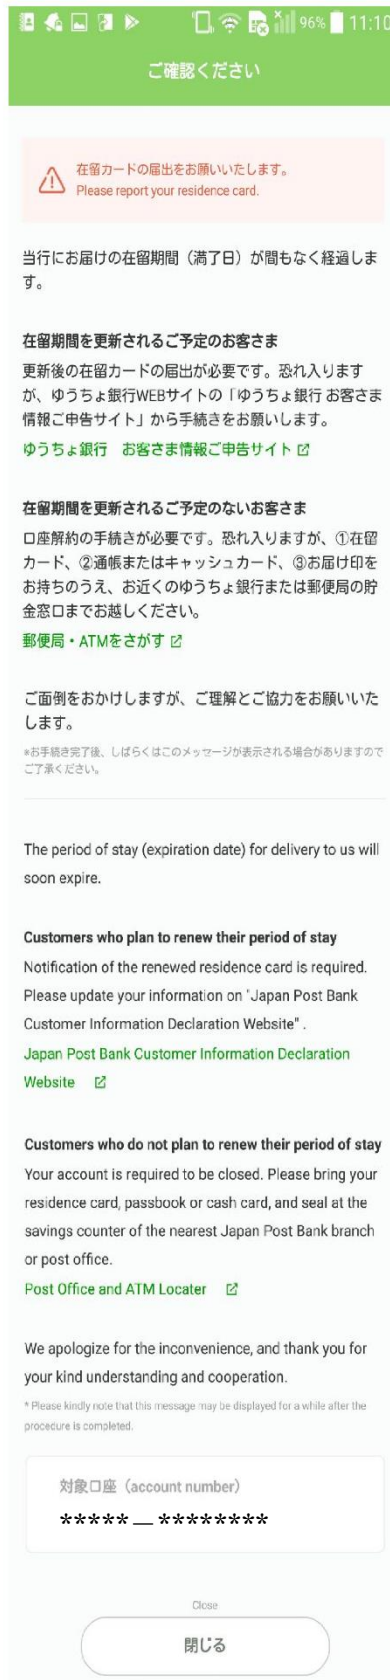 96% 11:10
ご確認ください
在留カードの届出をお願いいたします。
Please report your residence card.
当行にお届けの在留期間（満了日）が間もなく経過しま
す。
在留期間を更新されるご予定のお客さま
更新後の在留カードの届出が必要です。恐れ入ります
が、ゆうちょ銀行WEBサイトの「ゆうちょ銀行 お客さま
情報ご申告サイト」から手続きをお願いします。
ゆうちょ銀行　お客さま情報ご申告サイト
在留期間を更新されるご予定のないお客さま
口座解約の手続きが必要です。恐れ入りますが、①在留
カード、②通帳またはキャッシュカード、③お届け印を
お持ちのうえ、お近くのゆうちょ銀行または郵便局の貯
金窓口までお越しください。
郵便局・ATMをさがす
ご面倒をおかけしますが、ご理解とご協力をお願いいた
します。
*お手続き完了後、しばらくはこのメッセージが表示される場合がありますので
ご了承ください。
The period of stay (expiration date) for delivery to us will
soon expire.
Customers who plan to renew their period of stay
Notification of the renewed residence card is required.
Please update your information on "Japan Post Bank
Customer Information Declaration Website" .
Japan Post Bank Customer Information Declaration
Website
Customers who do not plan to renew their period of stay
Your account is required to be closed. Please bring your
residence card, passbook or cash card, and seal at the
savings counter of the nearest Japan Post Bank branch
or post office.
Post Office and ATM Locater
We apologize for the inconvenience, and thank you for
your kind understanding and cooperation.
* Please kindly note that this message may be displayed for a while after the
procedure is completed.
対象口座（account number）
*****—********
Close
閉じる